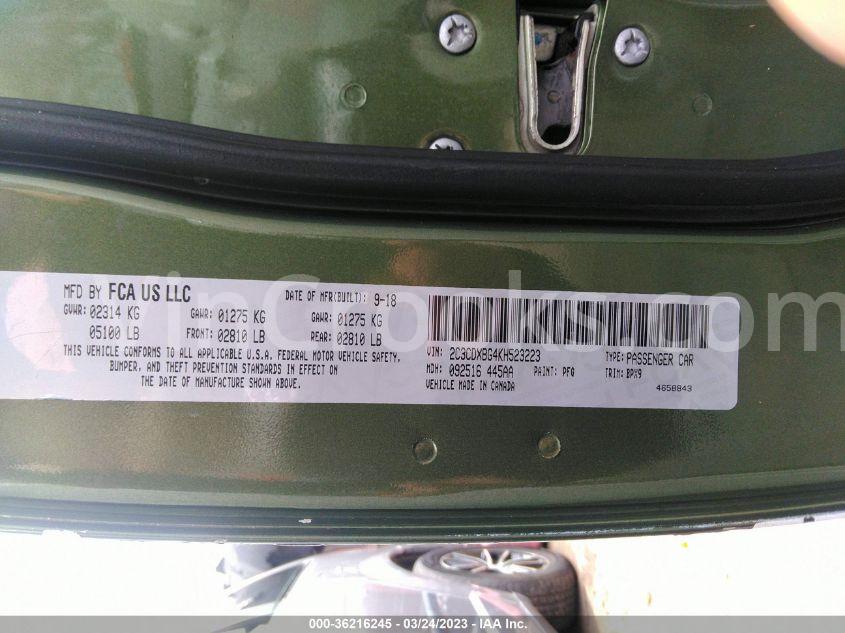 MFD BY FCA US LLC
DATE OF MFR(BUILT): 9-18
GVWR: 02314 KG
GAWR: 01275 KG
GAWR: 01275 KG
05100 LB
FRONT: 02810 LB
REAR: 02810 LB
THIS VEHICLE CONFORMS TO ALL APPLICABLE U.S.A. FEDERAL MOTOR VEHICLE SAFETY,
BUMPER, AND THEFT PREVENTION STANDARDS IN EFFECT ON
THE DATE OF MANUFACTURE SHOWN ABOVE.
VIN: 2C3CDXBG4KH523223
TYPE: PASSENGER CAR
MDH: 092516 445AA
PAINT: PFQ
TRIM: BPX9
VEHICLE MADE IN CANADA
4658843
VinCrooks.com
000-36216245 - 03/24/2023 - IAA Inc.